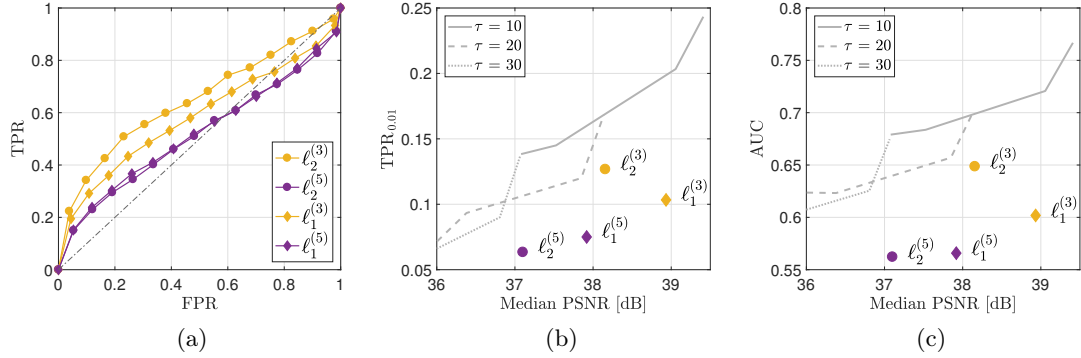 1
0.8
0.6
0.4
0.2
0
TPR
0 0.2 0.4 0.6 0.8 1
FPR
ℓ₂⁽³⁾
ℓ₂⁽⁵⁾
ℓ₁⁽³⁾
ℓ₁⁽⁵⁾
(a)
0.25
0.2
0.15
0.1
0.05
TPR₀.₀₁
36 37 38 39
Median PSNR [dB]
τ = 10
τ = 20
τ = 30
ℓ₂⁽³⁾
ℓ₁⁽³⁾
ℓ₂⁽⁵⁾
ℓ₁⁽⁵⁾
(b)
0.8
0.75
0.7
0.65
0.6
0.55
AUC
36 37 38 39
Median PSNR [dB]
τ = 10
τ = 20
τ = 30
ℓ₂⁽³⁾
ℓ₁⁽³⁾
ℓ₂⁽⁵⁾
ℓ₁⁽⁵⁾
(c)